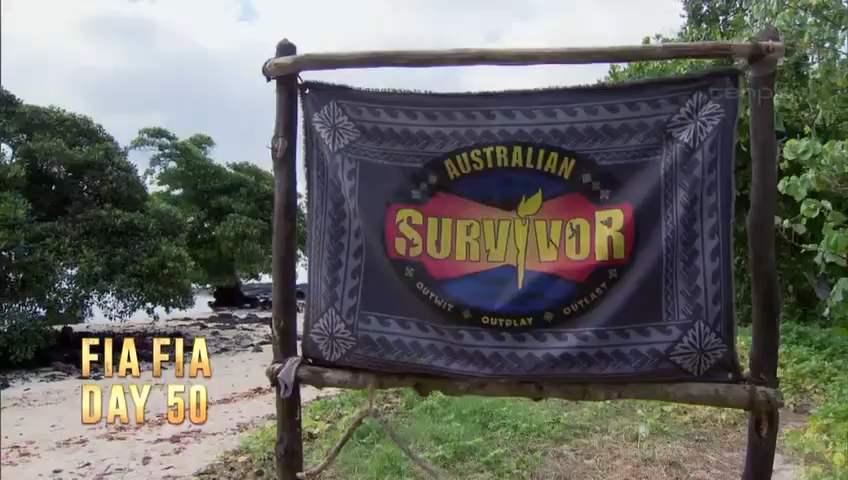 AUSTRALIAN
SURVIVOR
OUTWIT OUTPLAY OUTLAST
FIA FIA
DAY 50